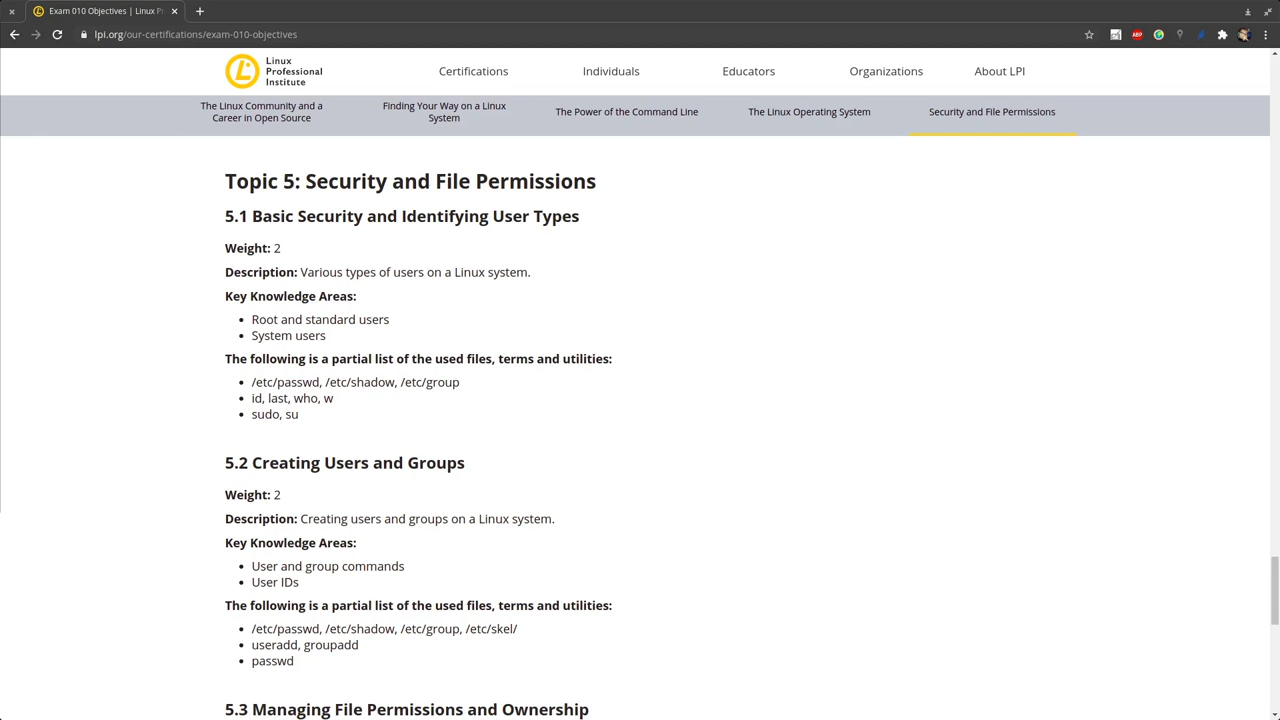 Exam 010 Objectives | Linux Pr
lpi.org/our-certifications/exam-010-objectives
ABP
Linux
Professional
Institute
Certifications
Individuals
Educators
Organizations
About LPI
The Linux Community and a
Career in Open Source
Finding Your Way on a Linux
System
The Power of the Command Line
The Linux Operating System
Security and File Permissions
Topic 5: Security and File Permissions
5.1 Basic Security and Identifying User Types
Weight: 2
Description: Various types of users on a Linux system.
Key Knowledge Areas:
• Root and standard users
• System users
The following is a partial list of the used files, terms and utilities:
• /etc/passwd, /etc/shadow, /etc/group
• id, last, who, w
• sudo, su
5.2 Creating Users and Groups
Weight: 2
Description: Creating users and groups on a Linux system.
Key Knowledge Areas:
• User and group commands
• User IDs
The following is a partial list of the used files, terms and utilities:
• /etc/passwd, /etc/shadow, /etc/group, /etc/skel/
• useradd, groupadd
• passwd
5.3 Managing File Permissions and Ownership